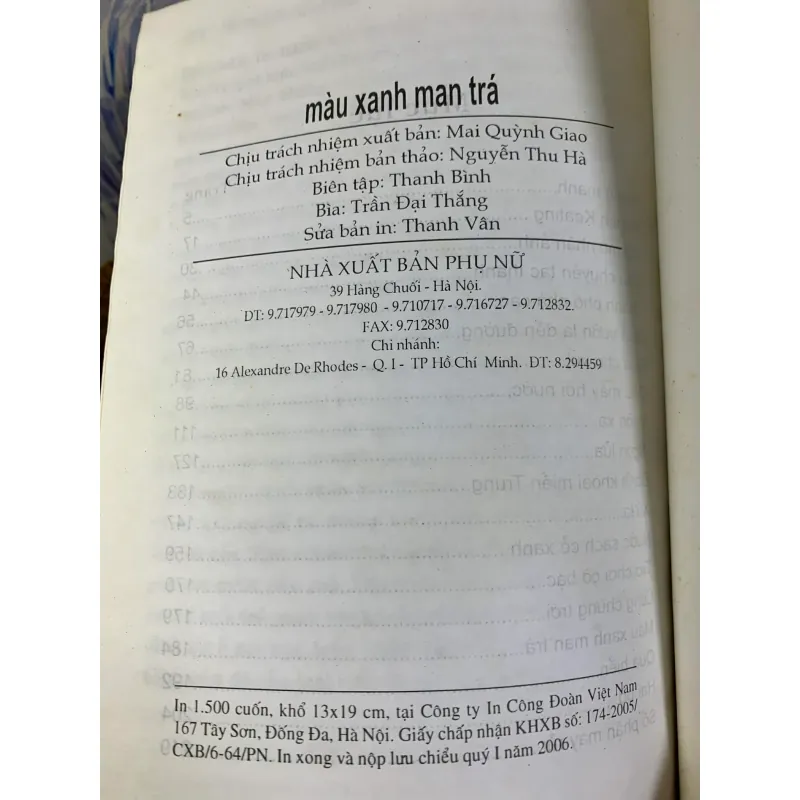 màu xanh man trá
Chịu trách nhiệm xuất bản: Mai Quỳnh Giao
Chịu trách nhiệm bản thảo: Nguyễn Thu Hà
Biên tập: Thanh Bình
Bìa: Trần Đại Thắng
Sửa bản in: Thanh Vân
NHÀ XUẤT BẢN PHỤ NỮ
39 Hàng Chuối - Hà Nội.
ĐT: 9.717979 - 9.717980 - 9.710717 - 9.716727 - 9.712832.
FAX: 9.712830
Chi nhánh:
16 Alexandre De Rhodes - Q. I - TP Hồ Chí Minh. ĐT: 8.294459
In 1.500 cuốn, khổ 13x19 cm, tại Công ty In Công Đoàn Việt Nam
167 Tây Sơn, Đống Đa, Hà Nội. Giấy chấp nhận KHXB số: 174-2005/
CXB/6-64/PN. In xong và nộp lưu chiểu quý I năm 2006.